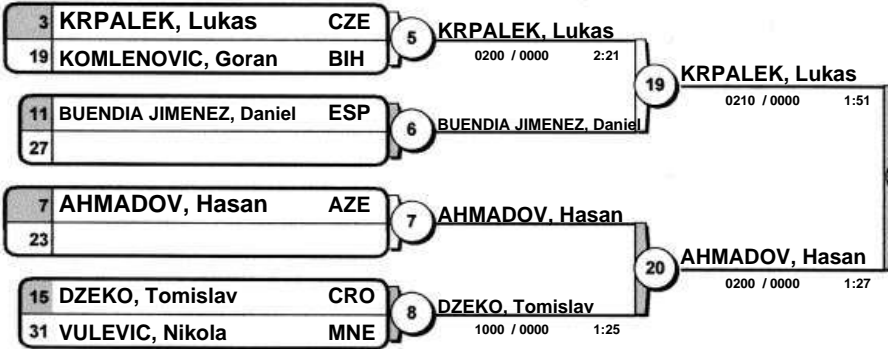 3 KRPALEK, Lukas CZE
19 KOMLENOVIC, Goran BIH
5
KRPALEK, Lukas
0200 / 0000 2:21
11 BUENDIA JIMENEZ, Daniel ESP
27
6
BUENDIA JIMENEZ, Daniel
19
KRPALEK, Lukas
0210 / 0000 1:51
7 AHMADOV, Hasan AZE
23
7
AHMADOV, Hasan
15 DZEKO, Tomislav CRO
31 VULEVIC, Nikola MNE
8
DZEKO, Tomislav
1000 / 0000 1:25
20
AHMADOV, Hasan
0200 / 0000 1:27